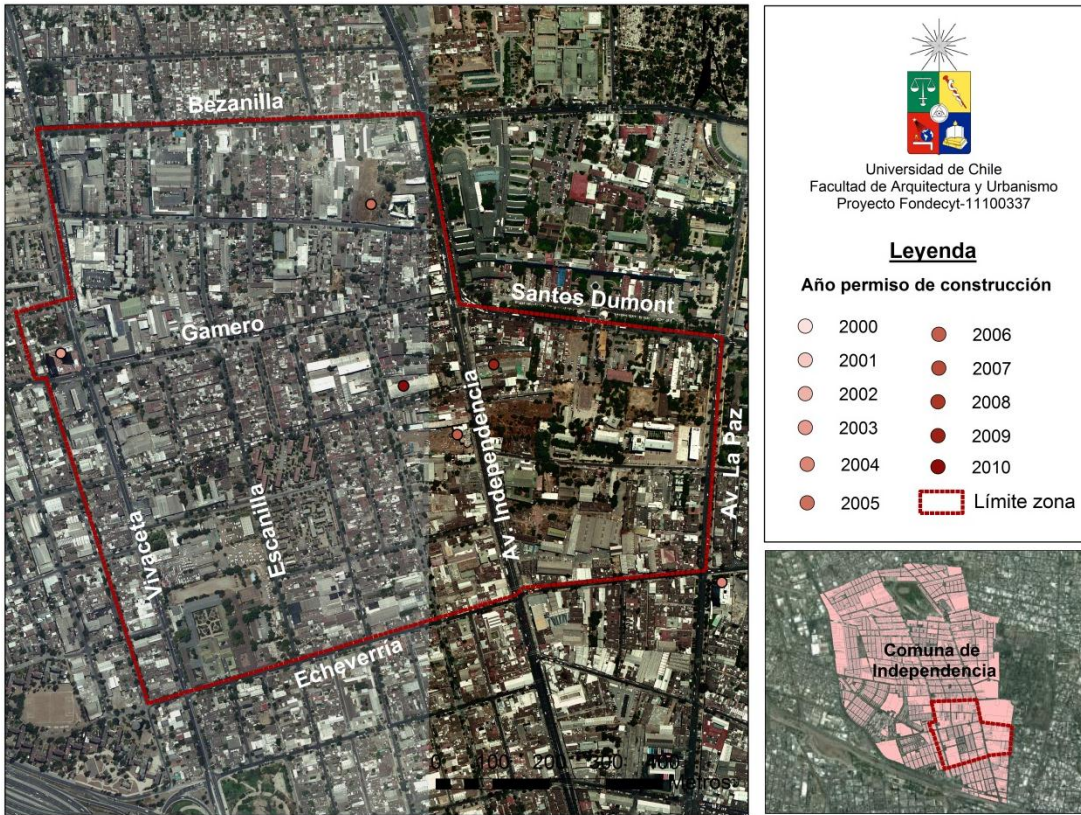 Bezanilla
Santos Dumont
Gamero
Av. Independencia
Av. La Paz
Vivaceta
Escanilla
Echeverría
0 100 200 300 400
Metros
Universidad de Chile
Facultad de Arquitectura y Urbanismo
Proyecto Fondecyt-11100337
Leyenda
Año permiso de construcción
2000
2001
2002
2003
2004
2005
2006
2007
2008
2009
2010
Límite zona
Comuna de
Independencia